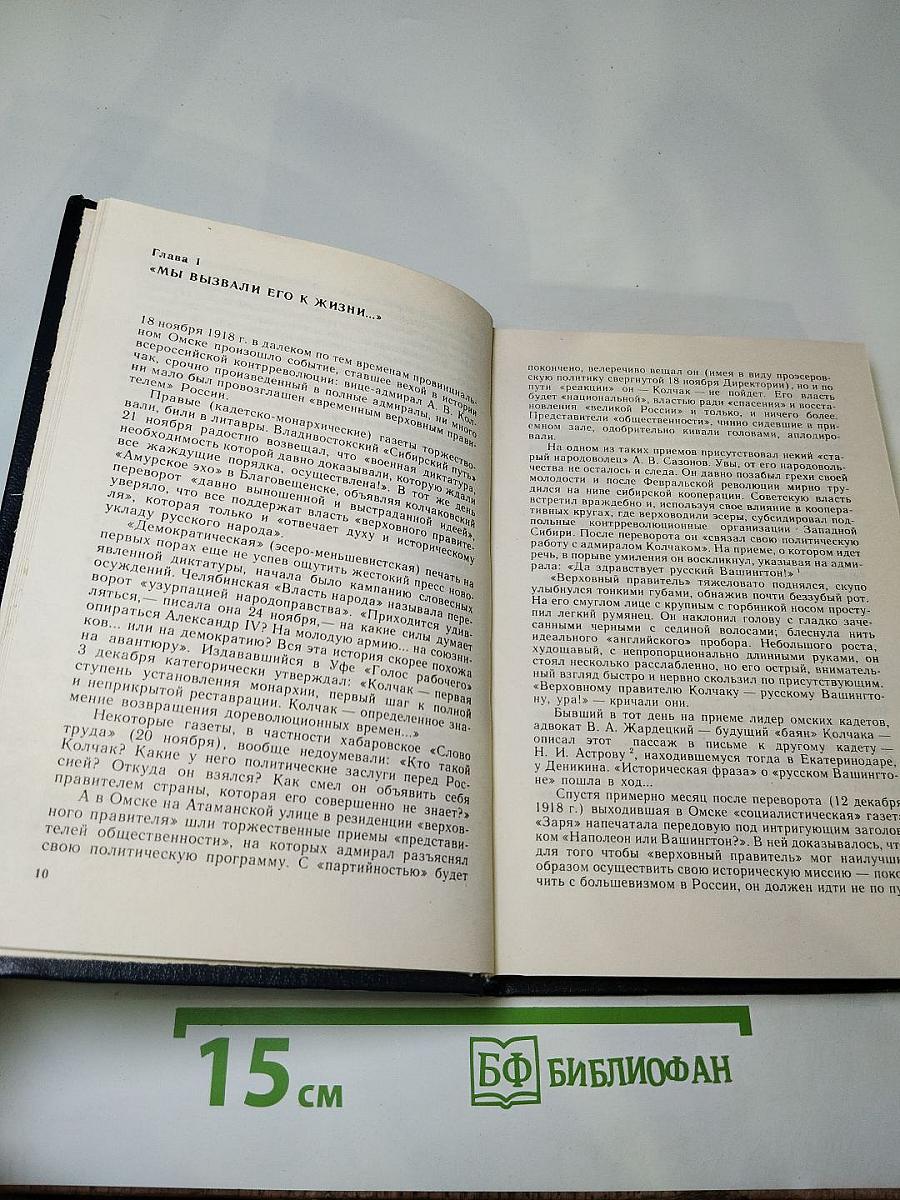 Глава 1
«МЫ ВЫЗВАЛИ ЕГО К ЖИЗНИ...»
18 ноября 1918 г. в далеком по тем временам провинциаль-
ном Омске произошло событие, ставшее вехой в истории
всероссийской контрреволюции: вице-адмирал А. В. Кол-
чак, срочно произведенный в полные адмиралы, ни много
ни мало был провозглашен «временным верховным прави-
телем» России.
Правые (кадетско-монархические) газеты торжество-
вали, били в литавры. Владивостокский «Сибирский путь»
21 ноября радостно возвещал, что «военная диктатура,
необходимость которой давно доказывали, которую ждали
все жаждущие порядка, осуществлена!». В тот же день
«Амурское эхо» в Благовещенске, объявляя колчаковский
переворот «давно выношенной и выстраданной идеей»,
уверяло, что все поддержат власть «верховного правите-
ля», которая только и «отвечает духу и историческому
укладу русского народа».
«Демократическая» (эсеро-меньшевистская) печать на
первых порах еще не успев ощутить жестокий пресс ново-
явленной диктатуры, начала было кампанию словесных
осуждений. Челябинская «Власть народа» называла пере-
ворот «узурпацией народоправства». «Приходится удив-
ляться,— писала она 24 ноября,— на какие силы думает
опираться Александр IV? На молодую армию... на союзни-
ков... или на демократию? Вся эта история скорее похожа
на авантюру». Издававшийся в Уфе «Голос рабочего»
3 декабря категорически утверждал: «Колчак — первая
ступень установления монархии, первый шаг к полной
и неприкрытой реставрации. Колчак — определенное зна-
мение возвращения дореволюционных времен...»
Некоторые газеты, в частности хабаровское «Слово
труда» (20 ноября), вообще недоумевали: «Кто такой
Колчак? Какие у него политические заслуги перед Рос-
сией? Откуда он взялся? Как смел он объявить себя
правителем страны, которая его совершенно не знает?»
А в Омске на Атаманской улице в резиденции «верхов-
ного правителя» шли торжественные приемы «представи-
телей общественности», на которых адмирал разъяснял
свою политическую программу. С «партийностью» будет
10
покончено, велеречиво вещал он (имея в виду проэсеров-
скую политику свергнутой 18 ноября Директории), но и по
пути «реакции» он — Колчак — не пойдет. Его власть
будет «национальной», властью ради «спасения» и восста-
новления «великой России» и только, и ничего более.
Представители «общественности», чинно сидевшие в при-
емном зале, одобрительно кивали головами, аплодиро-
вали.
На одном из таких приемов присутствовал некий «ста-
рый народоволец» А. В. Сазонов. Увы, от его народоволь-
чества не осталось и следа. Он давно позабыл грехи своей
молодости и после Февральской революции мирно тру-
дился на ниве сибирской кооперации. Советскую власть
встретил враждебно и, используя свое влияние в коопера-
тивных кругах, где верховодили эсеры, субсидировал под-
польные контрреволюционные организации Западной
Сибири. После переворота он «связал свою политическую
работу с адмиралом Колчаком». На приеме, о котором идет
речь, в порыве умиления он воскликнул, указывая на адми-
рала: «Да здравствует русский Вашингтон!» 1
«Верховный правитель» тяжеловато поднялся, скупо
улыбнулся тонкими губами, обнажив почти беззубый рот.
На его смуглом лице с крупным с горбинкой носом просту-
пил легкий румянец. Он наклонил голову с гладко заче-
санными черными с сединой волосами; блеснула нить
идеального «английского» пробора. Небольшого роста,
худощавый, с непропорционально длинными руками, он
стоял несколько расслабленно, но его острый, вниматель-
ный взгляд быстро и нервно скользил по присутствующим.
«Верховному правителю Колчаку — русскому Вашингто-
ну, ура!» — кричали они.
Бывший в тот день на приеме лидер омских кадетов,
адвокат В. А. Жардецкий — будущий «баян» Колчака —
описал этот пассаж в письме к другому кадету —
Н. И. Астрову 2, находившемуся тогда в Екатеринодаре,
у Деникина. «Историческая фраза» о «русском Вашингто-
не» пошла в ход...
Спустя примерно месяц после переворота (12 декабря
1918 г.) выходившая в Омске «социалистическая» газета
«Заря» напечатала передовую под интригующим заголов
ком «Наполеон или Вашингтон?». В ней доказывалось, чт
для того чтобы «верховный правитель» мог наилучши
образом осуществить свою историческую миссию — поко
чить с большевизмом в России, он должен идти не по пу
15 см
БФ БИБЛИОФАН